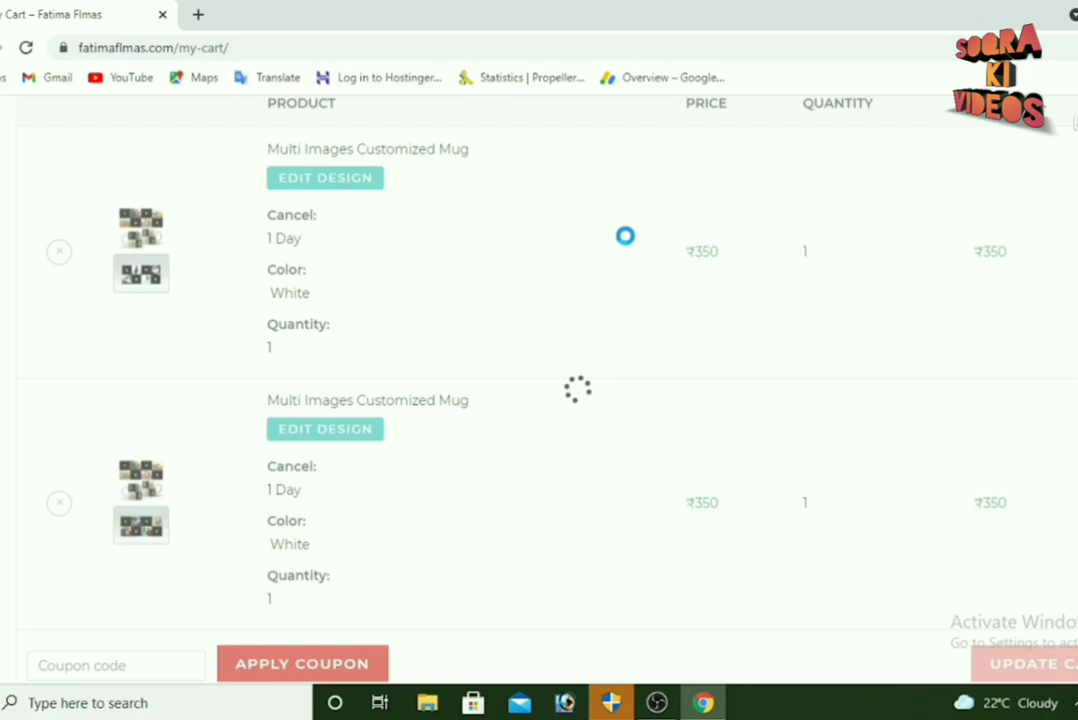 y Cart – Fatima Flmas
fatimaflmas.com/my-cart/
Gmail
YouTube
Maps
Translate
Log in to Hostinger...
Statistics | Propeller...
Overview – Google...
SOQRA
KI
VIDEOS
PRODUCT
PRICE
QUANTITY
Multi Images Customized Mug
EDIT DESIGN
Cancel:
1 Day
Color:
White
Quantity:
1
₹350
1
₹350
Multi Images Customized Mug
EDIT DESIGN
Cancel:
1 Day
Color:
White
Quantity:
1
₹350
1
₹350
Activate Windo
Go to Settings to act
Coupon code
APPLY COUPON
UPDATE CA
Type here to search
22°C Cloudy